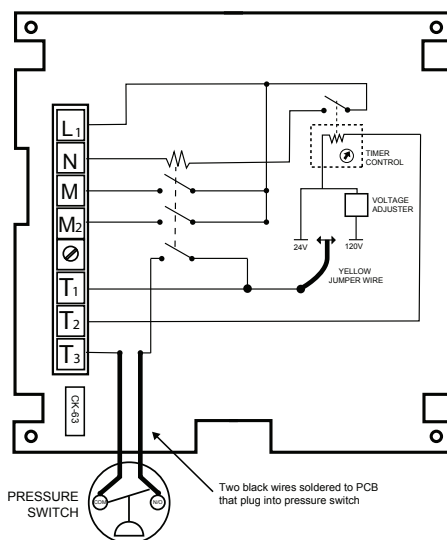 L1
N
M
M2
T1
T2
T3
CK-63
TIMER
CONTROL
VOLTAGE
ADJUSTER
24V
120V
YELLOW
JUMPER WIRE
PRESSURE
SWITCH
COM
N/O
Two black wires soldered to PCB
that plug into pressure switch